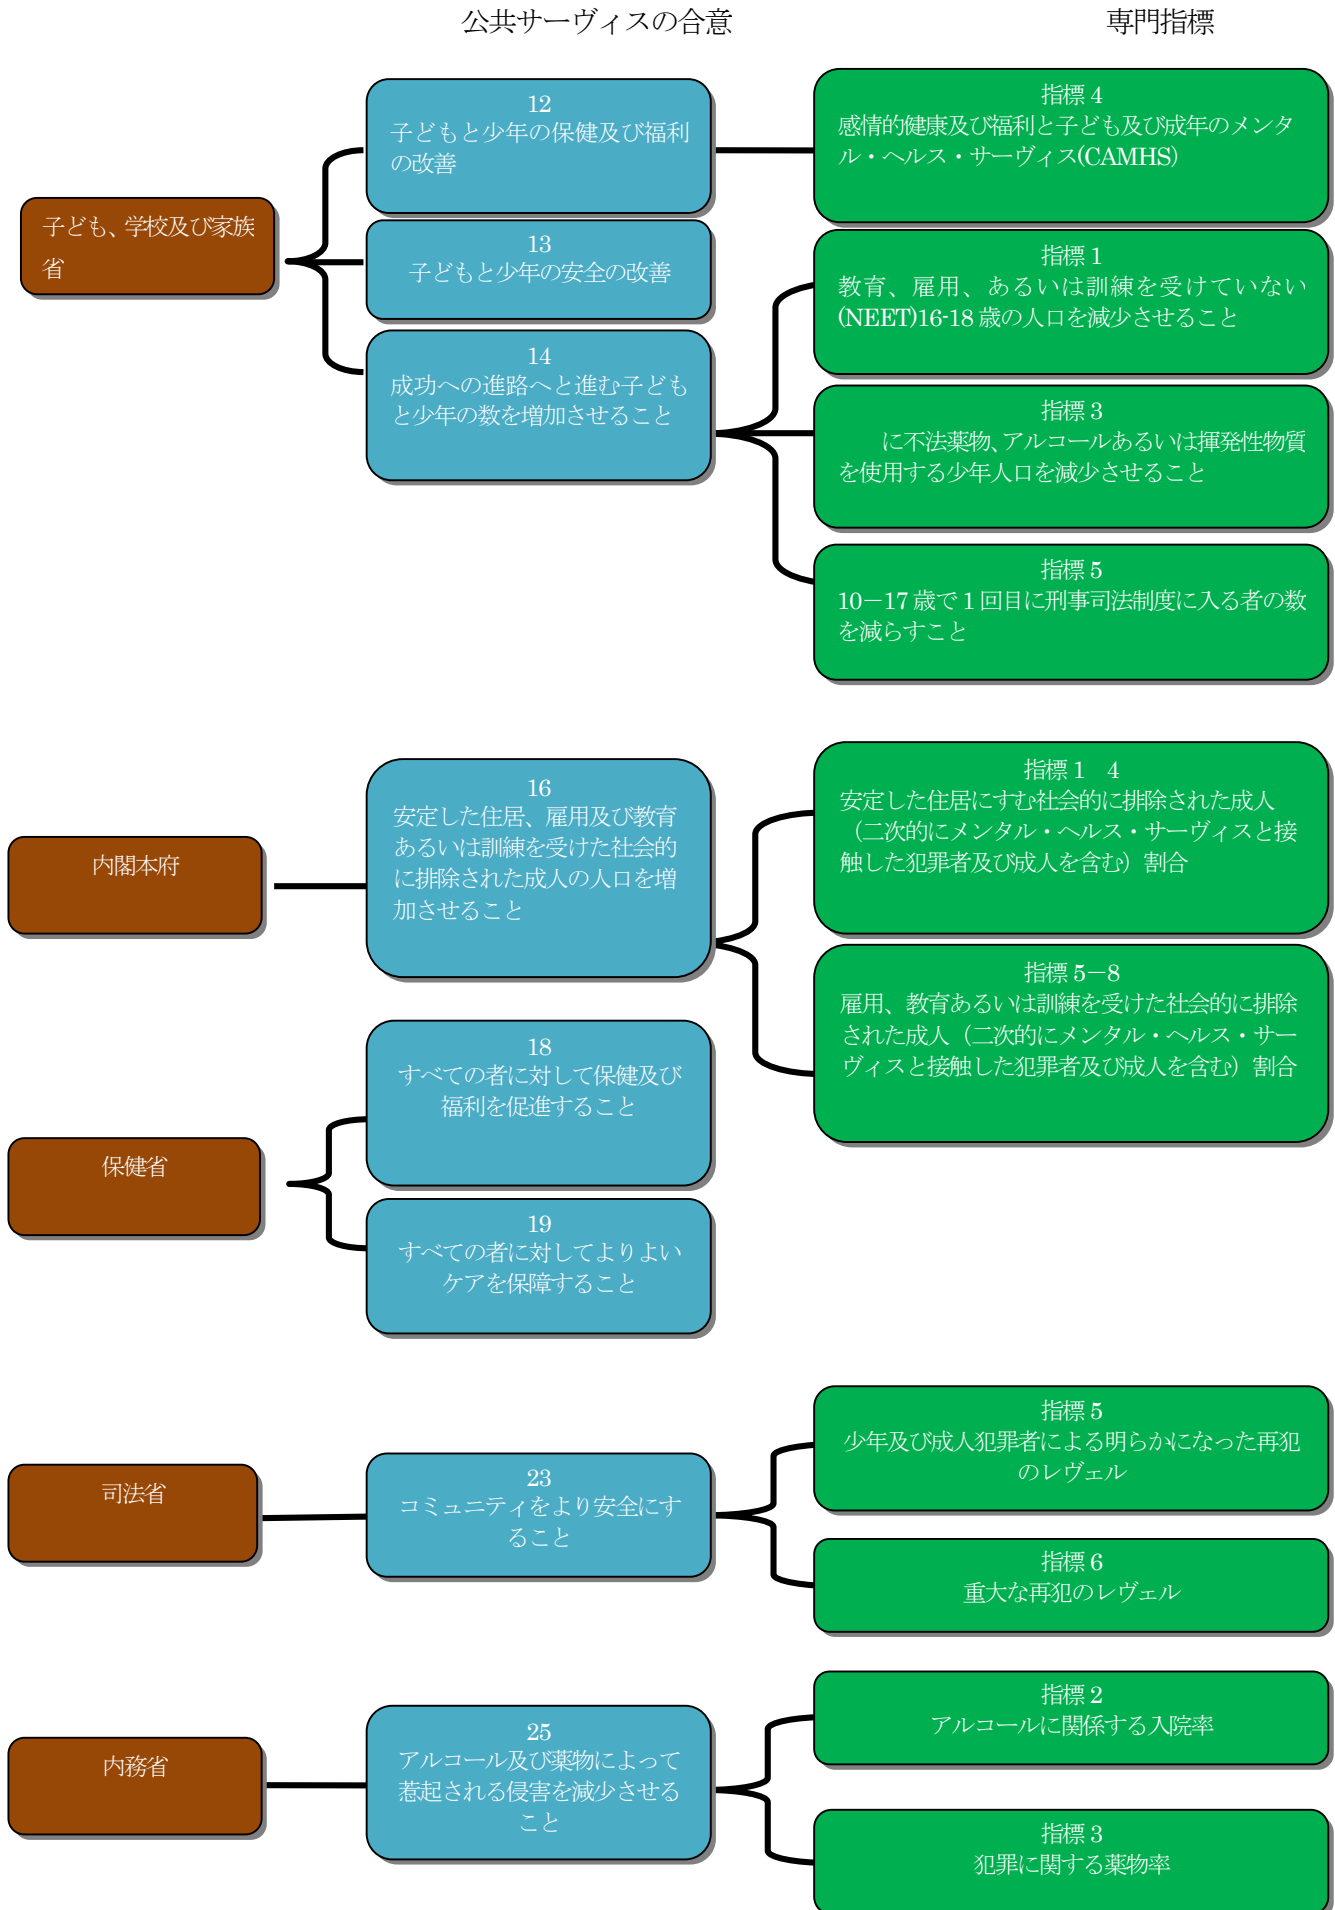 公共サーヴィスの合意
専門指標
子ども、学校及び家族
省
12
子どもと少年の保健及び福利
の改善
13
子どもと少年の安全の改善
14
成功への進路へと進む子ども
と少年の数を増加させること
指標 4
感情的健康及び福利と子ども及び成年のメンタ
ル・ヘルス・サーヴィス(CAMHS)
指標 1
教育、雇用、あるいは訓練を受けていない
(NEET)16-18 歳の人口を減少させること
指標 3
に不法薬物、アルコールあるいは揮発性物質
を使用する少年人口を減少させること
指標 5
10－17 歳で 1 回目に刑事司法制度に入る者の数
を減らすこと
内閣本府
16
安定した住居、雇用及び教育
あるいは訓練を受けた社会的
に排除された成人の人口を増
加させること
指標 1　4
安定した住居にすむ社会的に排除された成人
（二次的にメンタル・ヘルス・サーヴィスと接
触した犯罪者及び成人を含む）割合
指標 5－8
雇用、教育あるいは訓練を受けた社会的に排除
された成人（二次的にメンタル・ヘルス・サー
ヴィスと接触した犯罪者及び成人を含む）割合
保健省
18
すべての者に対して保健及び
福利を促進すること
19
すべての者に対してよりよい
ケアを保障すること
司法省
23
コミュニティをより安全にす
ること
指標 5
少年及び成人犯罪者による明らかになった再犯
のレヴェル
指標 6
重大な再犯のレヴェル
内務省
25
アルコール及び薬物によって
惹起される侵害を減少させる
こと
指標 2
アルコールに関係する入院率
指標 3
犯罪に関する薬物率